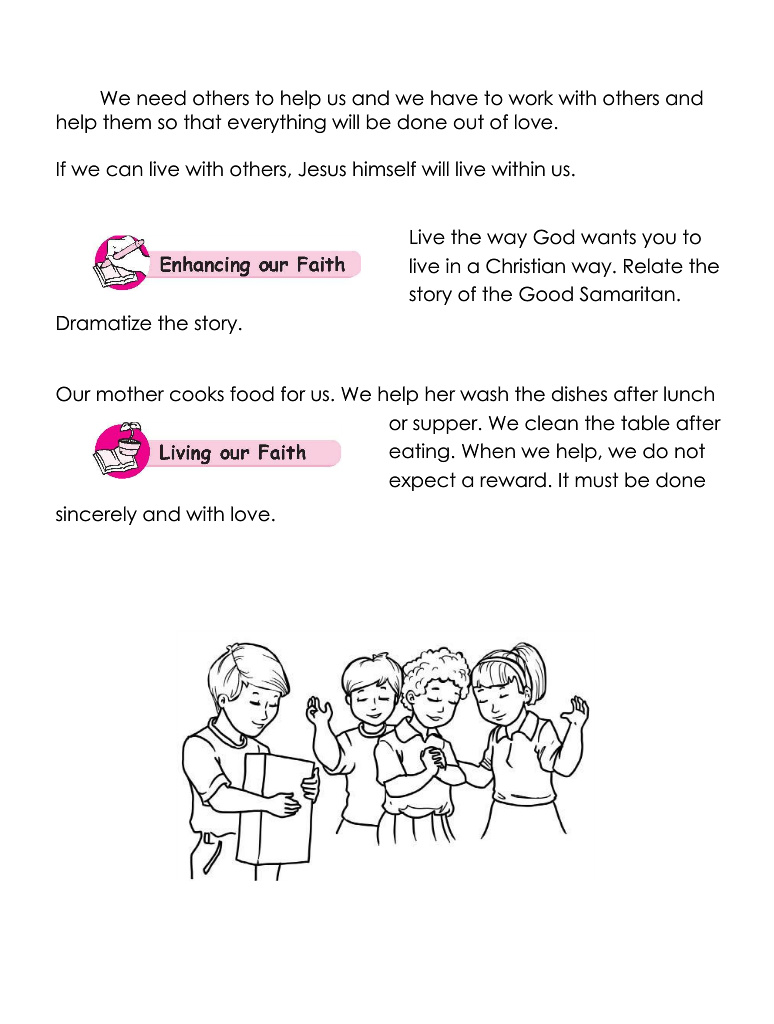 We need others to help us and we have to work with others and
help them so that everything will be done out of love.
If we can live with others, Jesus himself will live within us.
Enhancing our Faith
Live the way God wants you to
live in a Christian way. Relate the
story of the Good Samaritan.
Dramatize the story.
Our mother cooks food for us. We help her wash the dishes after lunch
Living our Faith
or supper. We clean the table after
eating. When we help, we do not
expect a reward. It must be done
sincerely and with love.